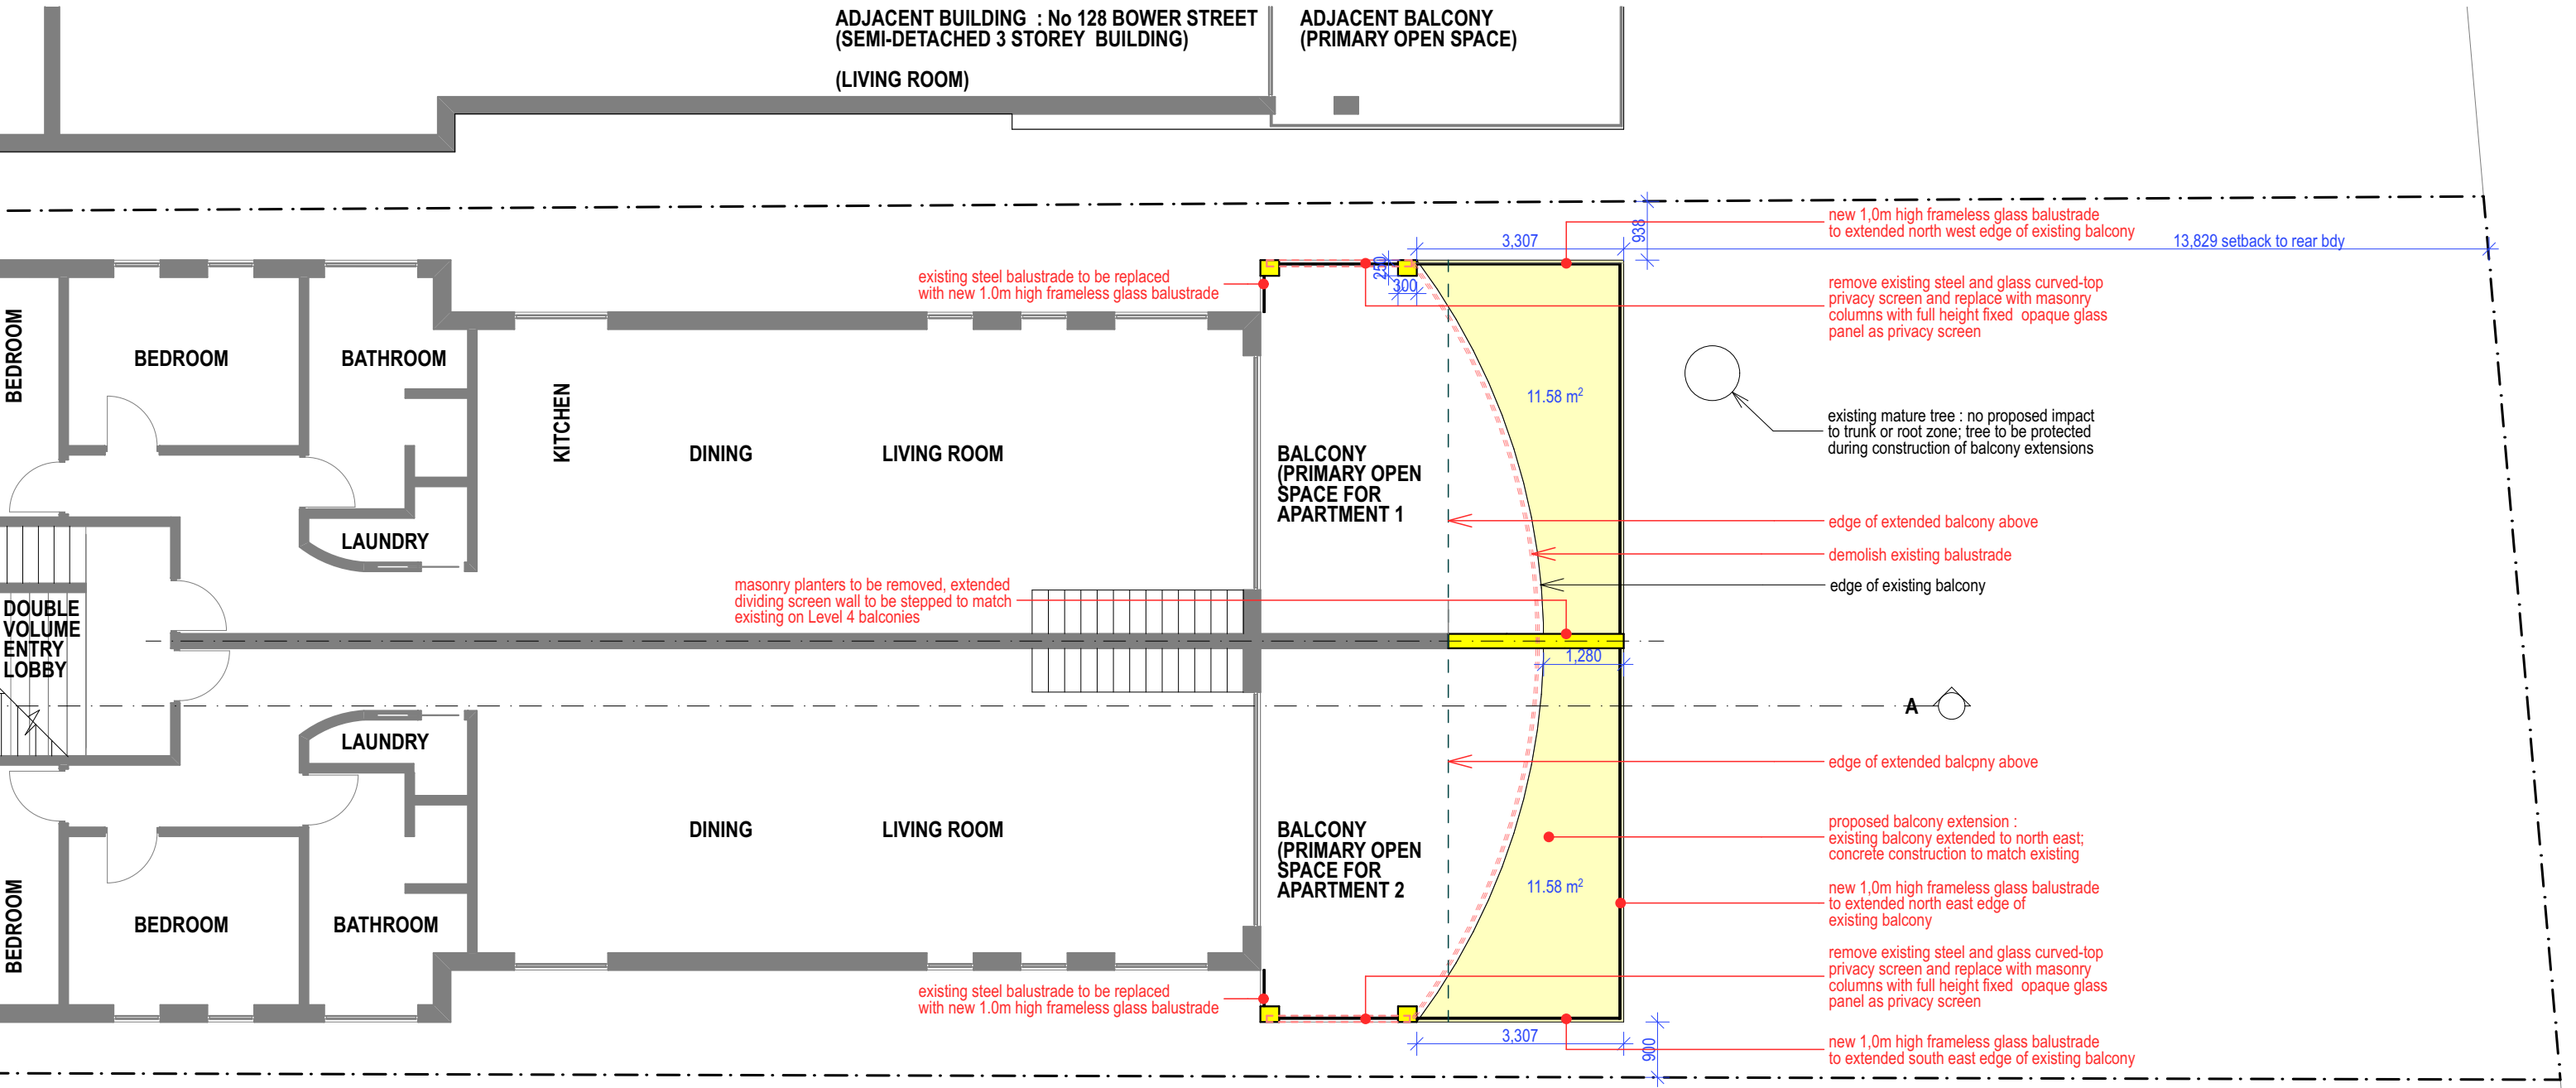 ADJACENT BUILDING : No 128 BOWER STREET
(SEMI-DETACHED 3 STOREY BUILDING)
(LIVING ROOM)
ADJACENT BALCONY
(PRIMARY OPEN SPACE)
new 1,0m high frameless glass balustrade
to extended north west edge of existing balcony
938
3,307
13,829 setback to rear bdy
250
300
existing steel balustrade to be replaced
with new 1.0m high frameless glass balustrade
remove existing steel and glass curved-top
privacy screen and replace with masonry
columns with full height fixed opaque glass
panel as privacy screen
BEDROOM
BEDROOM
BATHROOM
KITCHEN
DINING
LIVING ROOM
11.58 m²
BALCONY
(PRIMARY OPEN
SPACE FOR
APARTMENT 1
existing mature tree : no proposed impact
to trunk or root zone; tree to be protected
during construction of balcony extensions
LAUNDRY
edge of extended balcony above
demolish existing balustrade
edge of existing balcony
masonry planters to be removed, extended
dividing screen wall to be stepped to match
existing on Level 4 balconies
DOUBLE
VOLUME
ENTRY
LOBBY
1,280
A
LAUNDRY
edge of extended balcpny above
BEDROOM
BEDROOM
BATHROOM
DINING
LIVING ROOM
BALCONY
(PRIMARY OPEN
SPACE FOR
APARTMENT 2
11.58 m²
proposed balcony extension :
existing balcony extended to north east;
concrete construction to match existing
new 1,0m high frameless glass balustrade
to extended north east edge of
existing balcony
remove existing steel and glass curved-top
privacy screen and replace with masonry
columns with full height fixed opaque glass
panel as privacy screen
existing steel balustrade to be replaced
with new 1.0m high frameless glass balustrade
3,307
900
new 1,0m high frameless glass balustrade
to extended south east edge of existing balcony